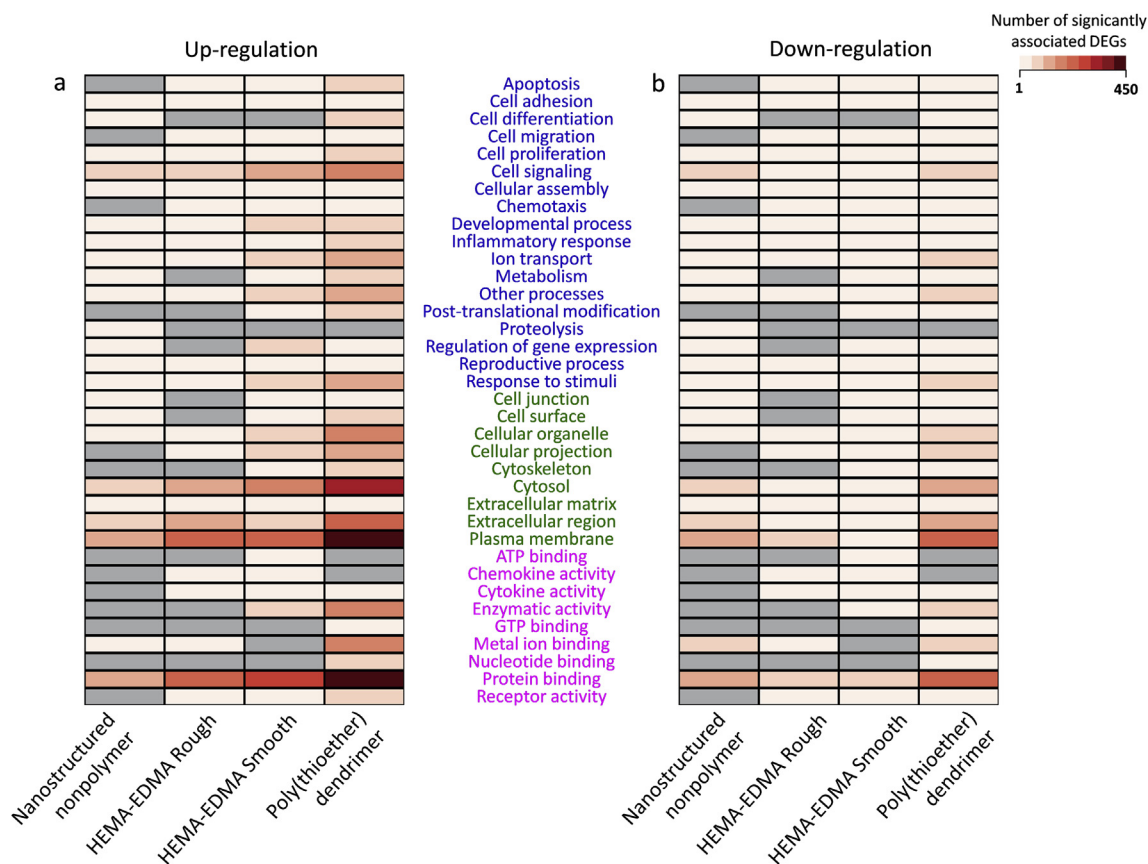 Number of signicantly
associated DEGs
1
450
Up-regulation
Down-regulation
a
b
Apoptosis
Cell adhesion
Cell differentiation
Cell migration
Cell proliferation
Cell signaling
Cellular assembly
Chemotaxis
Developmental process
Inflammatory response
Ion transport
Metabolism
Other processes
Post-translational modification
Proteolysis
Regulation of gene expression
Reproductive process
Response to stimuli
Cell junction
Cell surface
Cellular organelle
Cellular projection
Cytoskeleton
Cytosol
Extracellular matrix
Extracellular region
Plasma membrane
ATP binding
Chemokine activity
Cytokine activity
Enzymatic activity
GTP binding
Metal ion binding
Nucleotide binding
Protein binding
Receptor activity
Nanostructured
nonpolymer
HEMA-EDMA Rough
HEMA-EDMA Smooth
Poly(thioether)
dendrimer
Nanostructured
nonpolymer
HEMA-EDMA Rough
HEMA-EDMA Smooth
Poly(thioether)
dendrimer